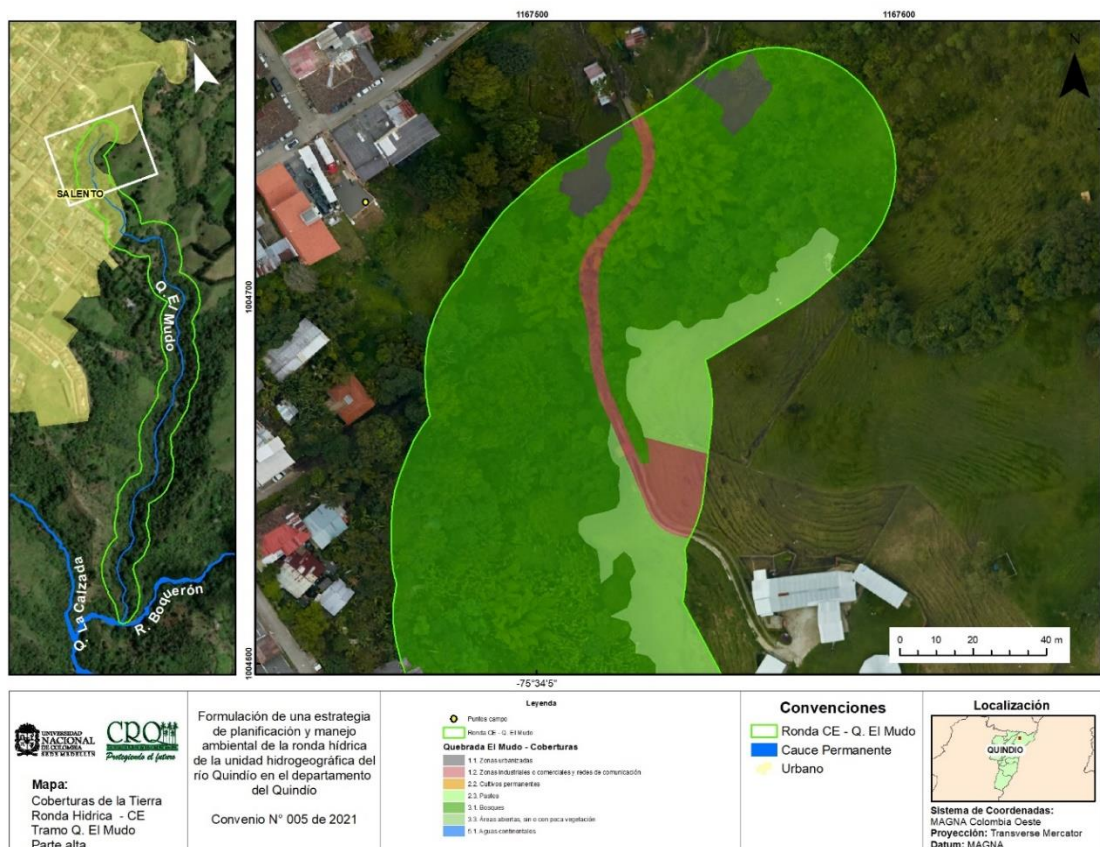 1167500
1167600
N
N
SALENTO
Q. El Mudo
1004700
Q. La Calzada
R. Boquerón
1004600
0 10 20 40 m
-75°34'5"
UNIVERSIDAD
NACIONAL
DE COLOMBIA
SEDE MEDELLÍN
CRQ
Protegiendo el futuro
Mapa:
Coberturas de la Tierra
Ronda Hidrica - CE
Tramo Q. El Mudo
Parte alta
Formulación de una estrategia
de planificación y manejo
ambiental de la ronda hídrica
de la unidad hidrogeográfica del
río Quindío en el departamento
del Quindío
Convenio N° 005 de 2021
Leyenda
Puntos campo
Ronda CE - Q. El Mudo
Quebrada El Mudo - Coberturas
1.1. Zonas urbanizadas
1.2. Zonas industriales o comerciales y redes de comunicación
2.2. Cultivos permanentes
2.3. Pastos
3.1. Bosques
3.3. Áreas abiertas, sin o con poca vegetación
5.1. Aguas continentales
Convenciones
Ronda CE - Q. El Mudo
Cauce Permanente
Urbano
Localización
QUINDIO
Sistema de Coordenadas:
MAGNA Colombia Oeste
Proyección: Transverse Mercator
Datum: MAGNA